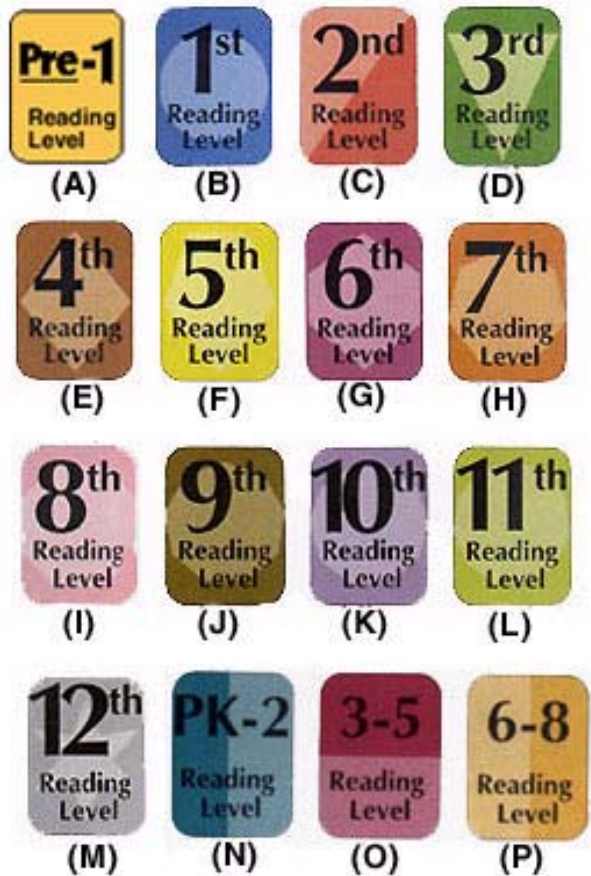 Pre-1
Reading
Level
(A)
1st
Reading
Level
(B)
2nd
Reading
Level
(C)
3rd
Reading
Level
(D)
4th
Reading
Level
(E)
5th
Reading
Level
(F)
6th
Reading
Level
(G)
7th
Reading
Level
(H)
8th
Reading
Level
(I)
9th
Reading
Level
(J)
10th
Reading
Level
(K)
11th
Reading
Level
(L)
12th
Reading
Level
(M)
PK-2
Reading
Level
(N)
3-5
Reading
Level
(O)
6-8
Reading
Level
(P)